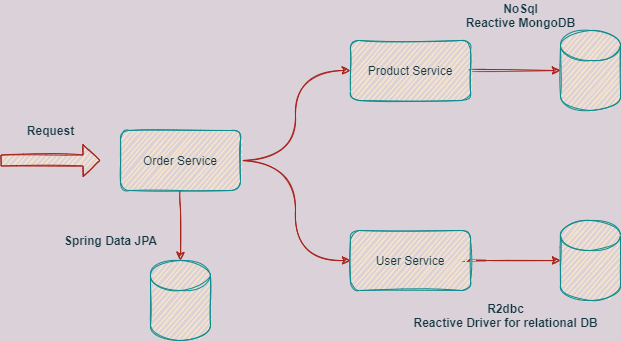 NoSql
Reactive MongoDB
Product Service
Request
Order Service
Spring Data JPA
User Service
R2dbc
Reactive Driver for relational DB